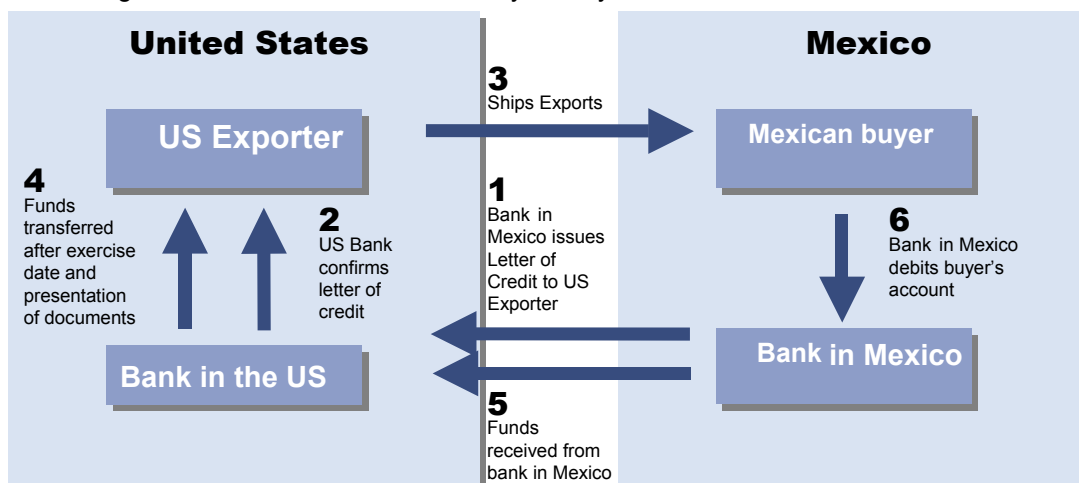 United States
Mexico
3
Ships Exports
US Exporter
Mexican buyer
4
Funds
transferred
after exercise
date and
presentation
of documents
2
US Bank
confirms
letter of
credit
1
Bank in
Mexico issues
Letter of
Credit to US
Exporter
6
Bank in Mexico
debits buyer's
account
Bank in the US
Bank in Mexico
5
Funds
received from
bank in Mexico